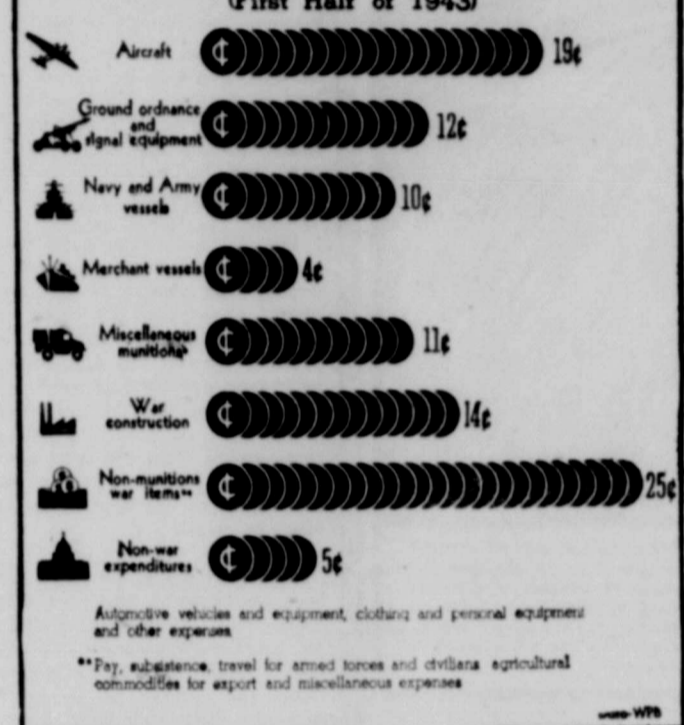 (First Half of 1943)
Aircraft 19¢
Ground ordnance
and
signal equipment 12¢
Navy and Army
vessels 10¢
Merchant vessels 4¢
Miscellaneous
munitions* 11¢
War
construction 14¢
Non-munitions
war items** 25¢
Non-war
expenditures 5¢
Automotive vehicles and equipment, clothing and personal equipment
and other expenses
**Pay, subsistence, travel for armed forces and civilians agricultural
commodities for export and miscellaneous expenses
WPB